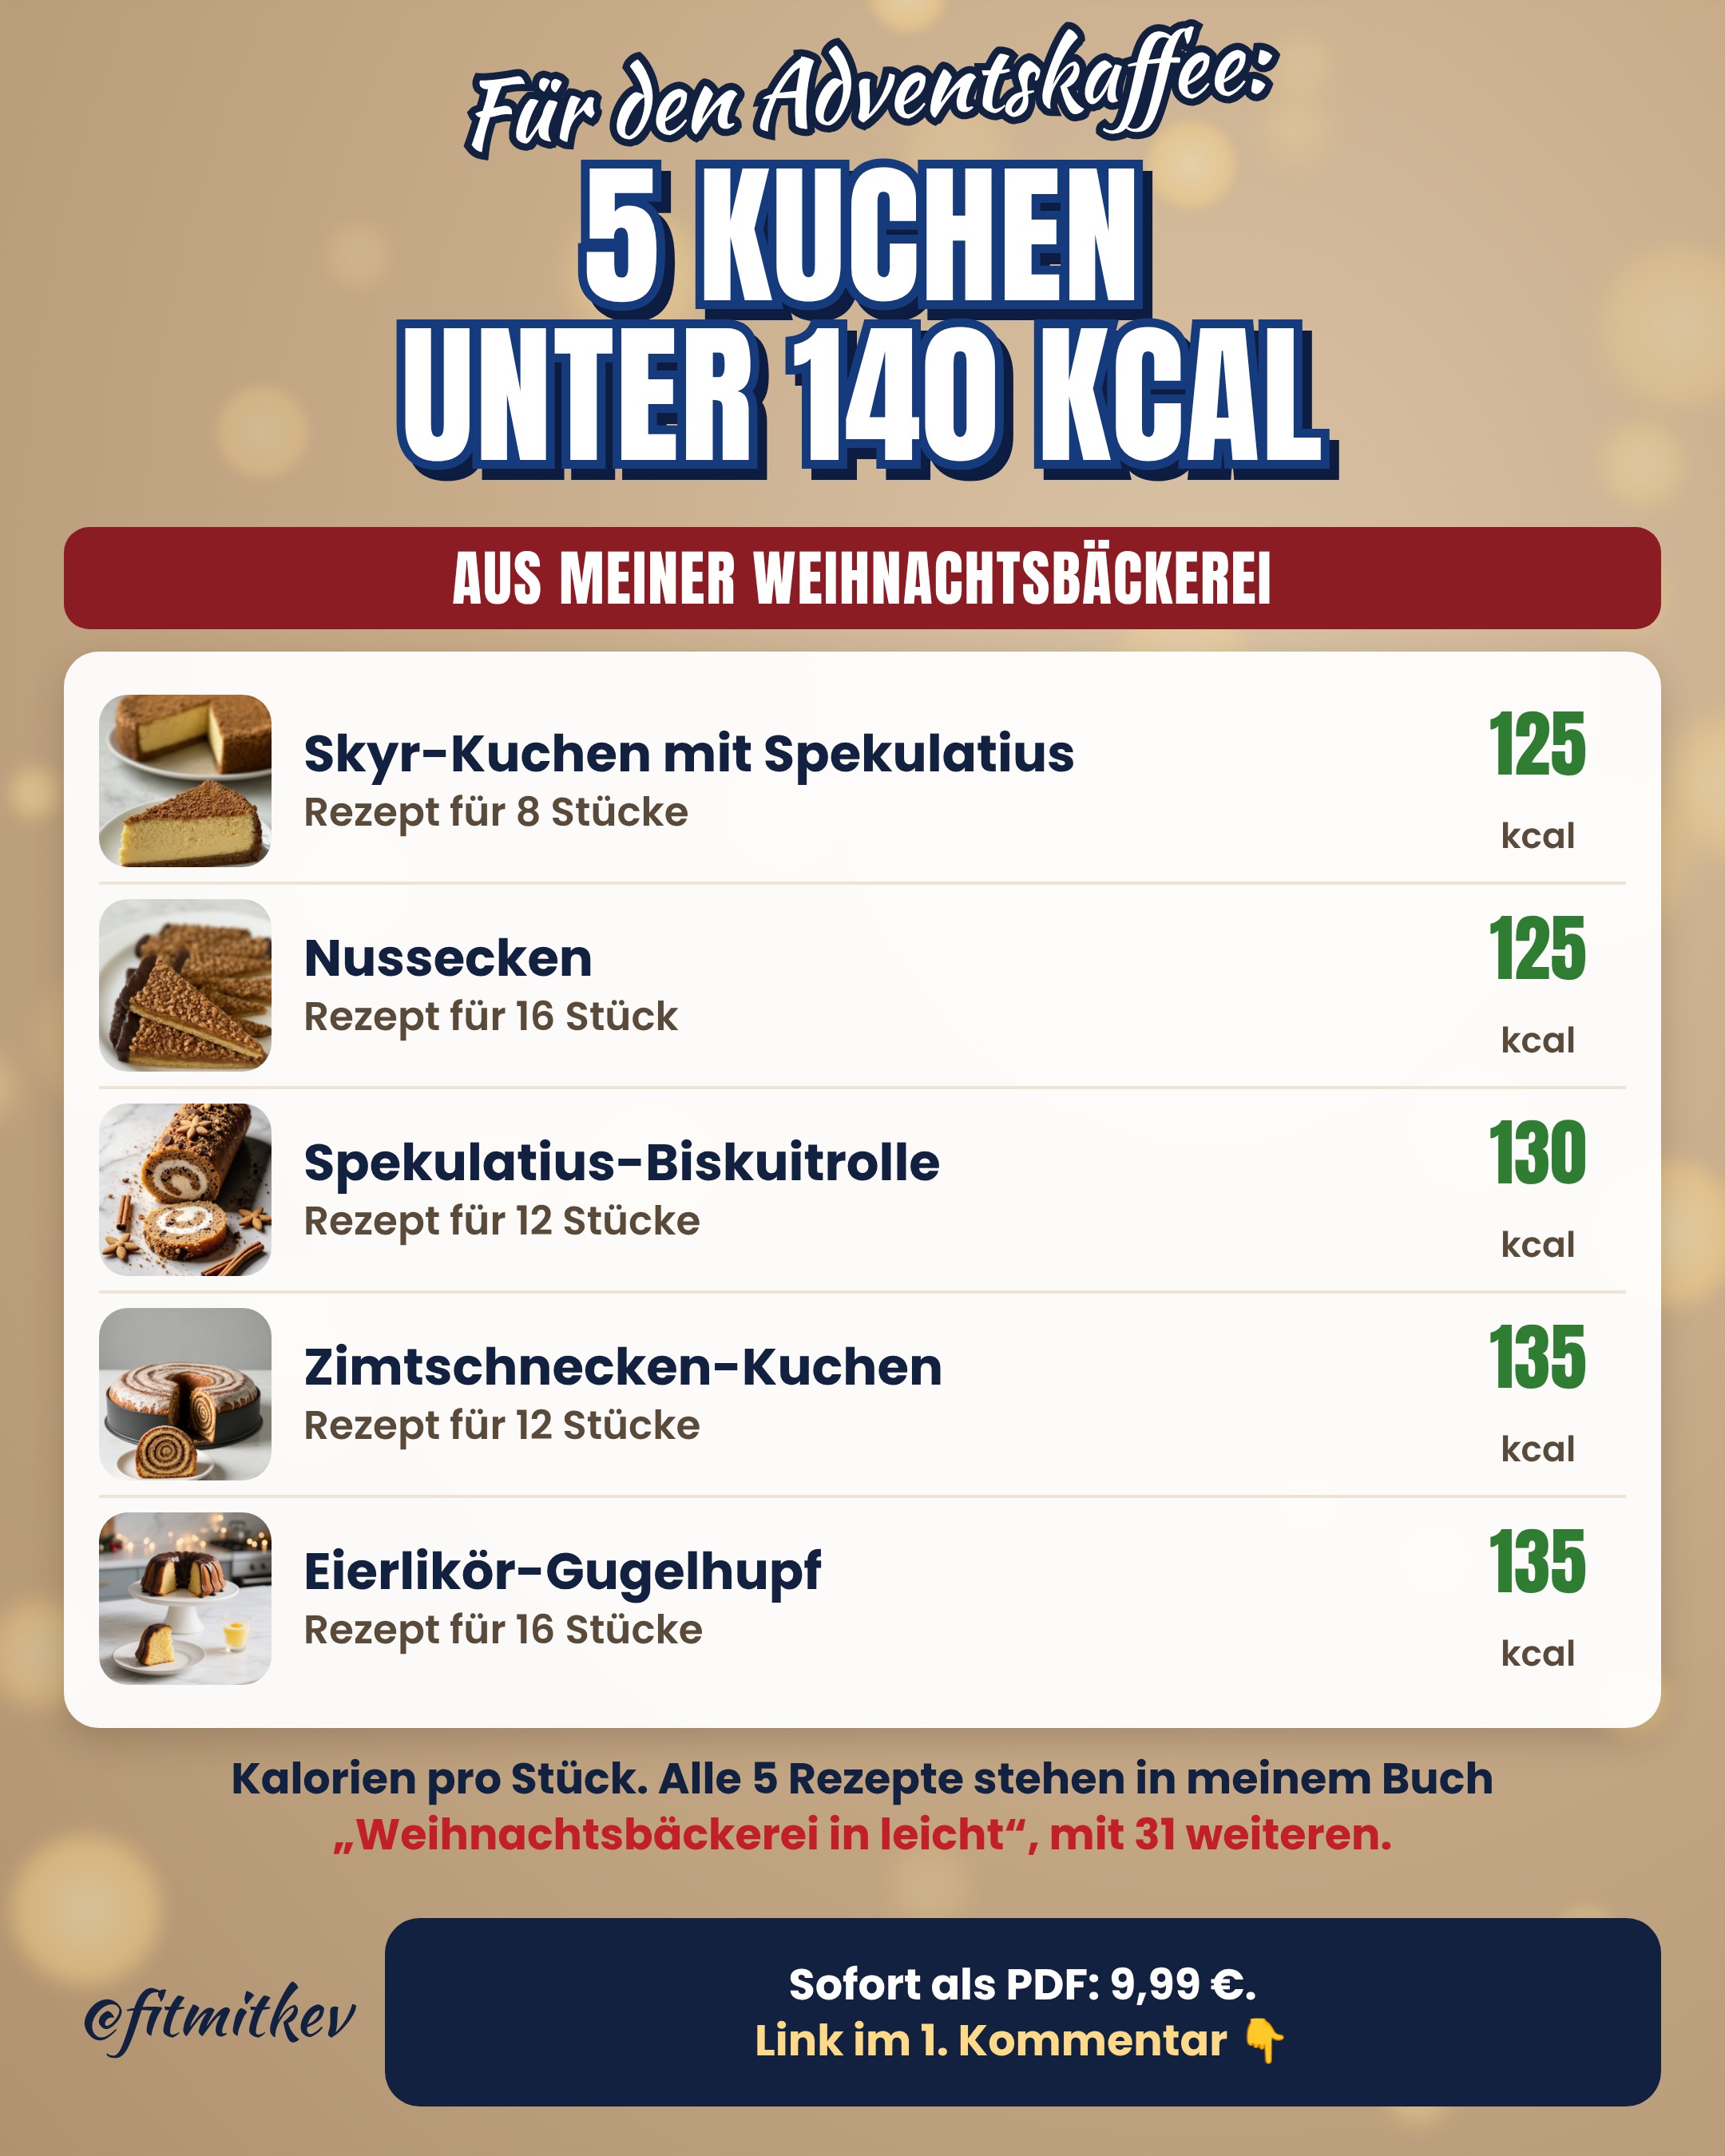 Für den Adventskaffee:
5 KUCHEN
UNTER 140 KCAL
AUS MEINER WEIHNACHTSBÄCKEREI
Skyr-Kuchen mit Spekulatius
Rezept für 8 Stücke
125
kcal
Nussecken
Rezept für 16 Stück
125
kcal
Spekulatius-Biskuitrolle
Rezept für 12 Stücke
130
kcal
Zimtschnecken-Kuchen
Rezept für 12 Stücke
135
kcal
Eierlikör-Gugelhupf
Rezept für 16 Stücke
135
kcal
Kalorien pro Stück. Alle 5 Rezepte stehen in meinem Buch
„Weihnachtsbäckerei in leicht“, mit 31 weiteren.
@fitmitkev
Sofort als PDF: 9,99 €.
Link im 1. Kommentar 👇